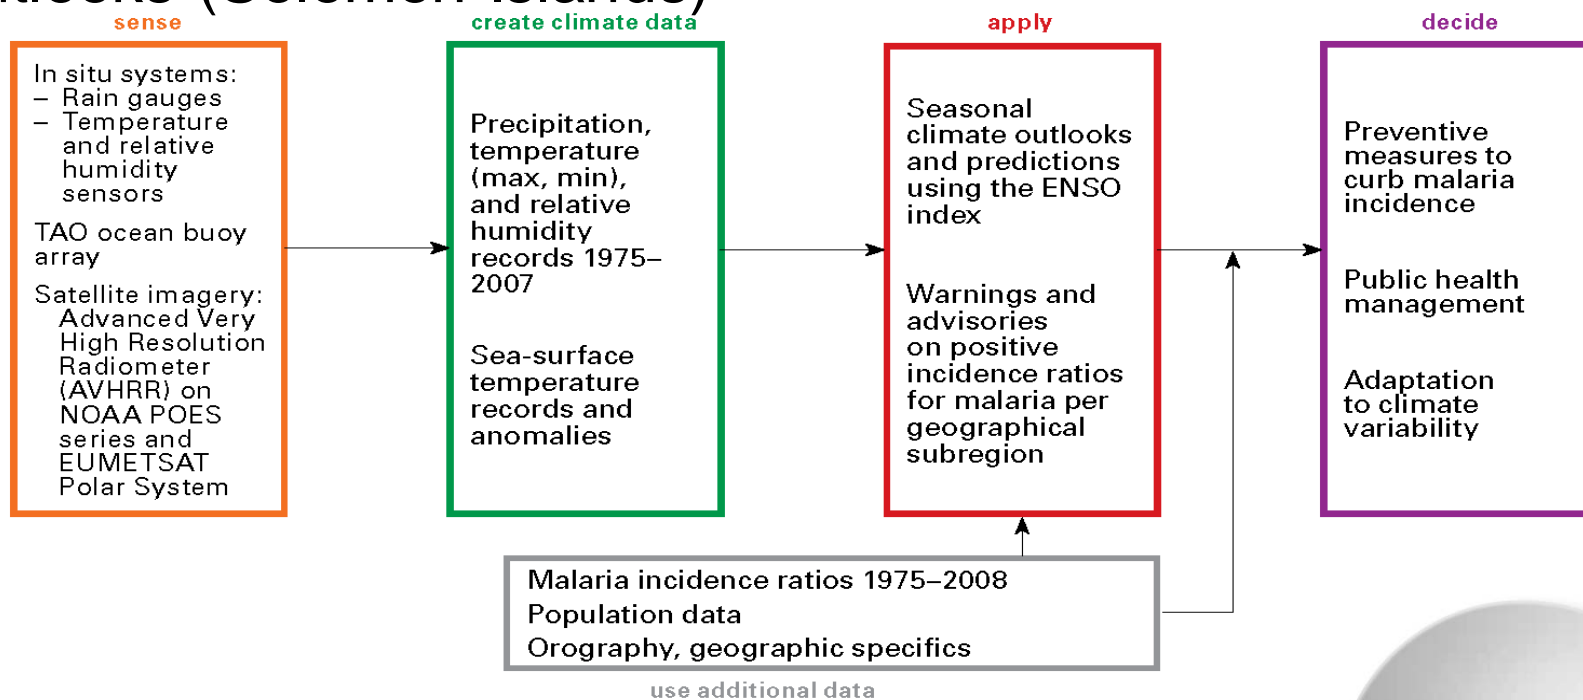 (Solomon Islands)
sense
In situ systems:
– Rain gauges
– Temperature
and relative
humidity
sensors
TAO ocean buoy
array
Satellite imagery:
Advanced Very
High Resolution
Radiometer
(AVHRR) on
NOAA POES
series and
EUMETSAT
Polar System
create climate data
Precipitation,
temperature
(max, min),
and relative
humidity
records 1975–
2007
Sea-surface
temperature
records and
anomalies
apply
Seasonal
climate outlooks
and predictions
using the ENSO
index
Warnings and
advisories
on positive
incidence ratios
for malaria per
geographical
subregion
decide
Preventive
measures to
curb malaria
incidence
Public health
management
Adaptation
to climate
variability
Malaria incidence ratios 1975–2008
Population data
Orography, geographic specifics
use additional data